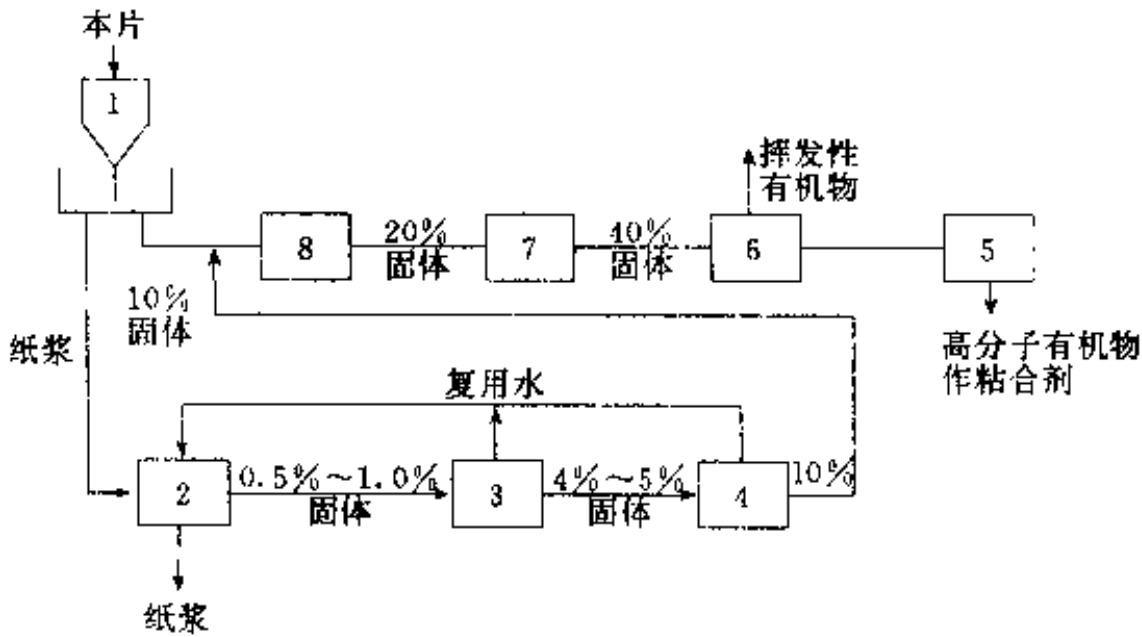 本片
1
挥发性
有机物
8
20%
固体
7
40%
固体
6
5
10%
固体
纸浆
高分子有机物
作粘合剂
复用水
2
0.5%～1.0%
固体
3
4%～5%
固体
4
10%
纸浆